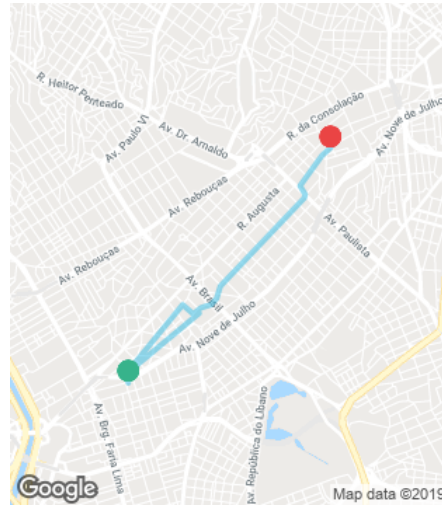 R. Heitor Penteado
Av. Paulo VI
Av. Dr. Arnaldo
R. da Consolação
Av. Nove de Julho
Av. Rebouças
R. Augusta
Av. Paulista
Av. Rebouças
Av. Brasil
Av. Nove de Julho
Av. Brg. Faria Lima
Av. República do Líbano
Google
Map data ©2019